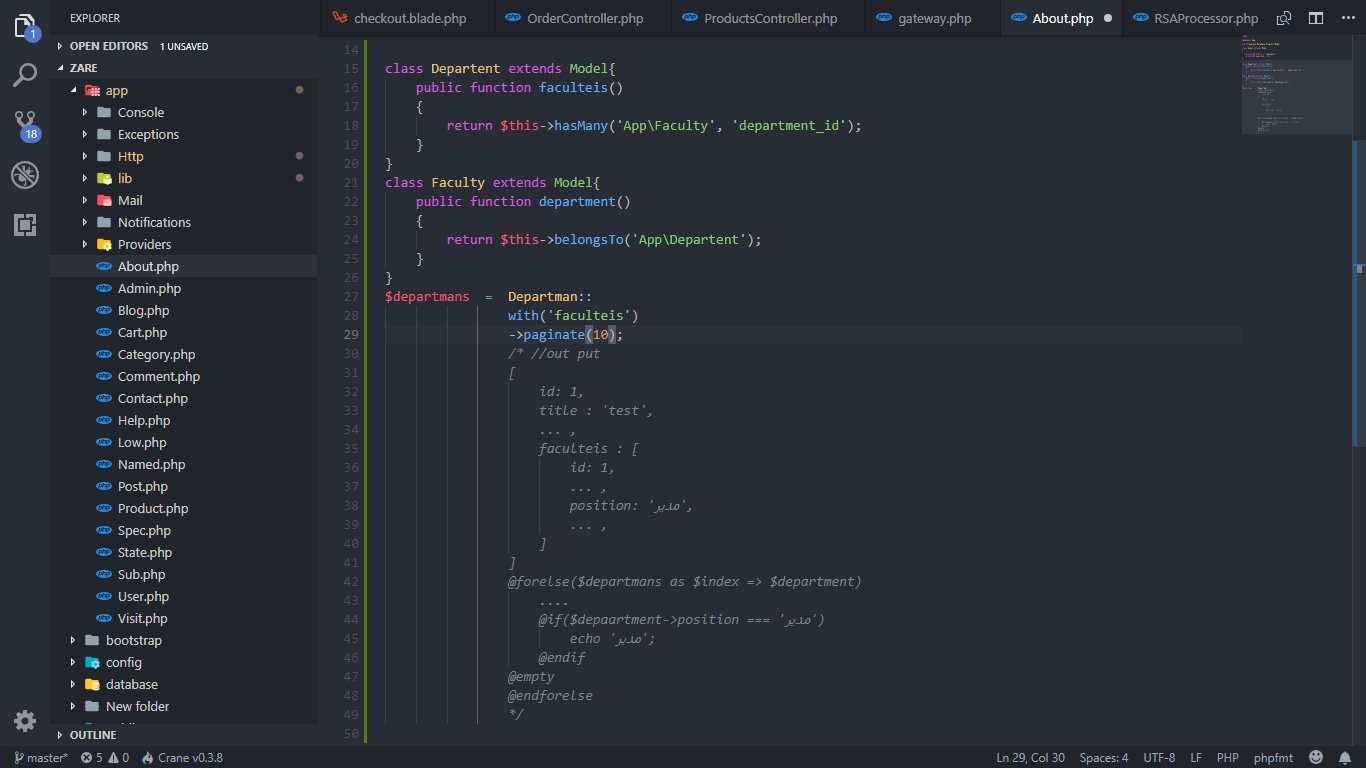 EXPLORER
OPEN EDITORS 1 UNSAVED
ZARE
app
Console
Exceptions
Http
lib
Mail
Notifications
Providers
About.php
Admin.php
Blog.php
Cart.php
Category.php
Comment.php
Contact.php
Help.php
Low.php
Named.php
Post.php
Product.php
Spec.php
State.php
Sub.php
User.php
Visit.php
bootstrap
config
database
New folder
OUTLINE
1
18
checkout.blade.php
OrderController.php
ProductsController.php
gateway.php
About.php
RSAProcessor.php
14
15 class Departent extends Model{
16 public function faculteis()
17 {
18 return $this->hasMany('App\Faculty', 'department_id');
19 }
20 }
21 class Faculty extends Model{
22 public function department()
23 {
24 return $this->belongsTo('App\Departent');
25 }
26 }
27 $departmans = Departman::
28 with('faculteis')
29 ->paginate(10);
30 /* //out put
31 [
32 id: 1,
33 title : 'test',
34 ... ,
35 faculteis : [
36 id: 1,
37 ... ,
38 position: 'مدیر',
39 ... ,
40 ]
41 ]
42 @forelse($departmans as $index => $department)
43 ....
44 @if($depaartment->position === 'مدیر')
45 echo 'مدیر';
46 @endif
47 @empty
48 @endforelse
49 */
50
master* 5 0 Crane v0.3.8 Ln 29, Col 30 Spaces: 4 UTF-8 LF PHP phpfmt